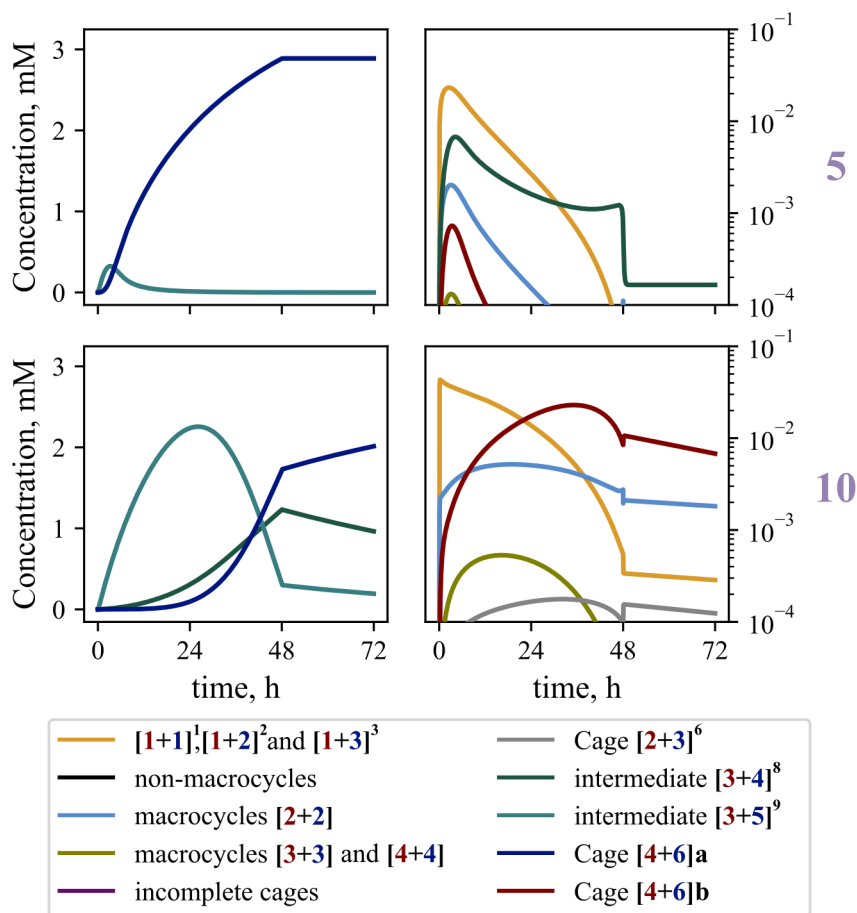 Concentration, mM
3
2
1
0
10⁻¹
10⁻²
10⁻³
10⁻⁴
5
Concentration, mM
3
2
1
0
10⁻¹
10⁻²
10⁻³
10⁻⁴
10
0 24 48 72
0 24 48 72
time, h time, h
[1+1]¹;[1+2]² and [1+3]³
non-macrocycles
macrocycles [2+2]
macrocycles [3+3] and [4+4]
incomplete cages
Cage [2+3]⁶
intermediate [3+4]⁸
intermediate [3+5]⁹
Cage [4+6]a
Cage [4+6]b